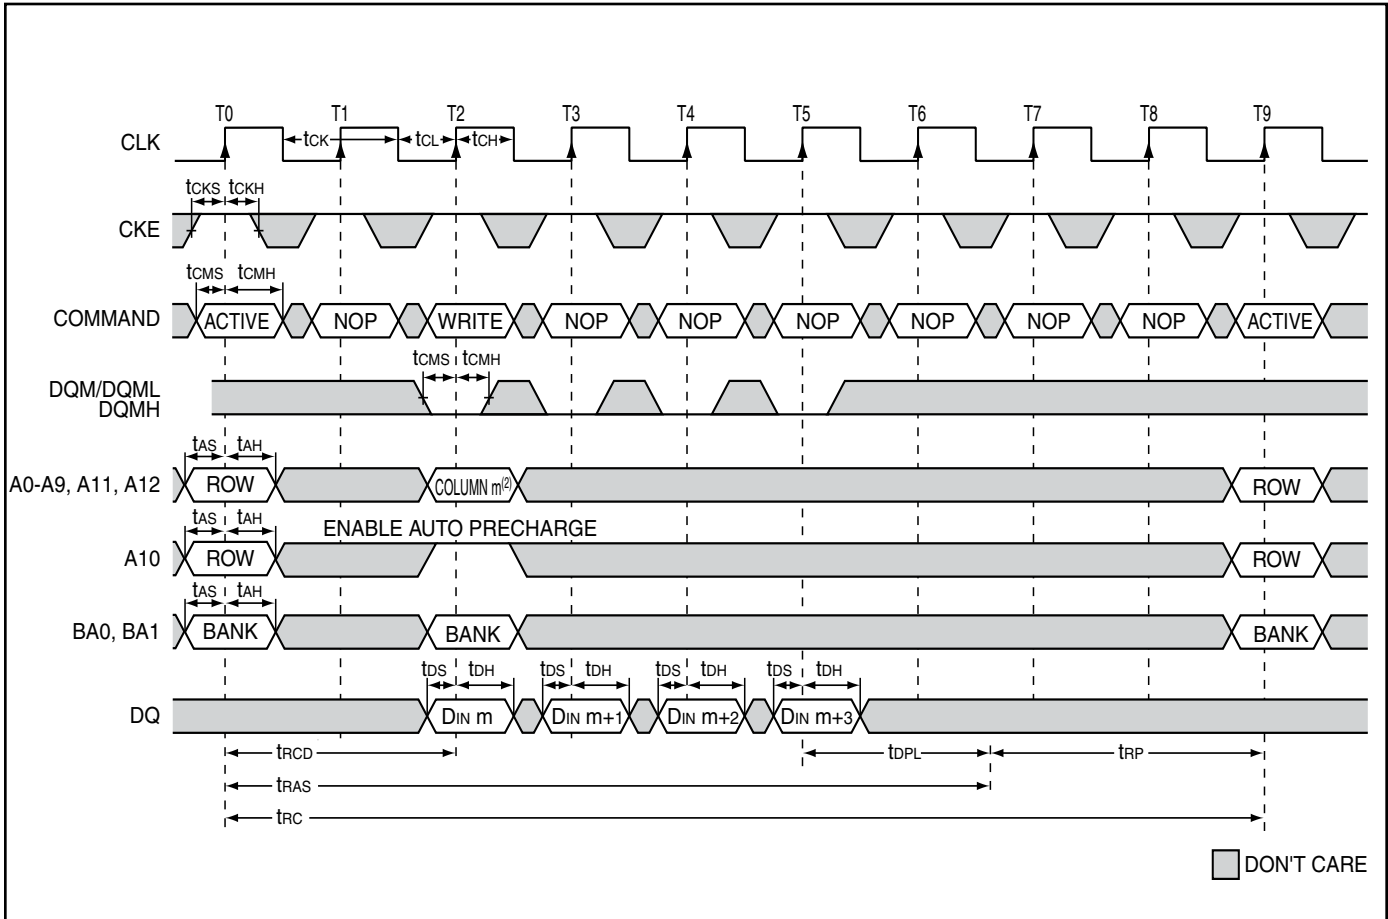 T0 T1 T2 T3 T4 T5 T6 T7 T8 T9
CLK tCK tCL tCH
tCKS tCKH
CKE
tCMS tCMH
COMMAND ACTIVE NOP WRITE NOP NOP NOP NOP NOP NOP ACTIVE
tCMS tCMH
DQM/DQML
DQMH
tAS tAH
A0-A9, A11, A12 ROW COLUMN m(2) ROW
tAS tAH ENABLE AUTO PRECHARGE
A10 ROW ROW
tAS tAH
BA0, BA1 BANK BANK BANK
tDS tDH tDS tDH tDS tDH tDS tDH
DQ DIN m DIN m+1 DIN m+2 DIN m+3
tRCD tDPL tRP
tRAS
tRC
DON'T CARE